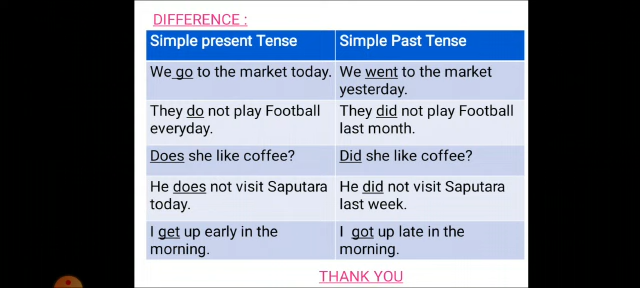 DIFFERENCE :
Simple present Tense
Simple Past Tense
We go to the market today.
We went to the market
yesterday.
They do not play Football
everyday.
They did not play Football
last month.
Does she like coffee?
Did she like coffee?
He does not visit Saputara
today.
He did not visit Saputara
last week.
I get up early in the
morning.
I got up late in the
morning.
THANK YOU